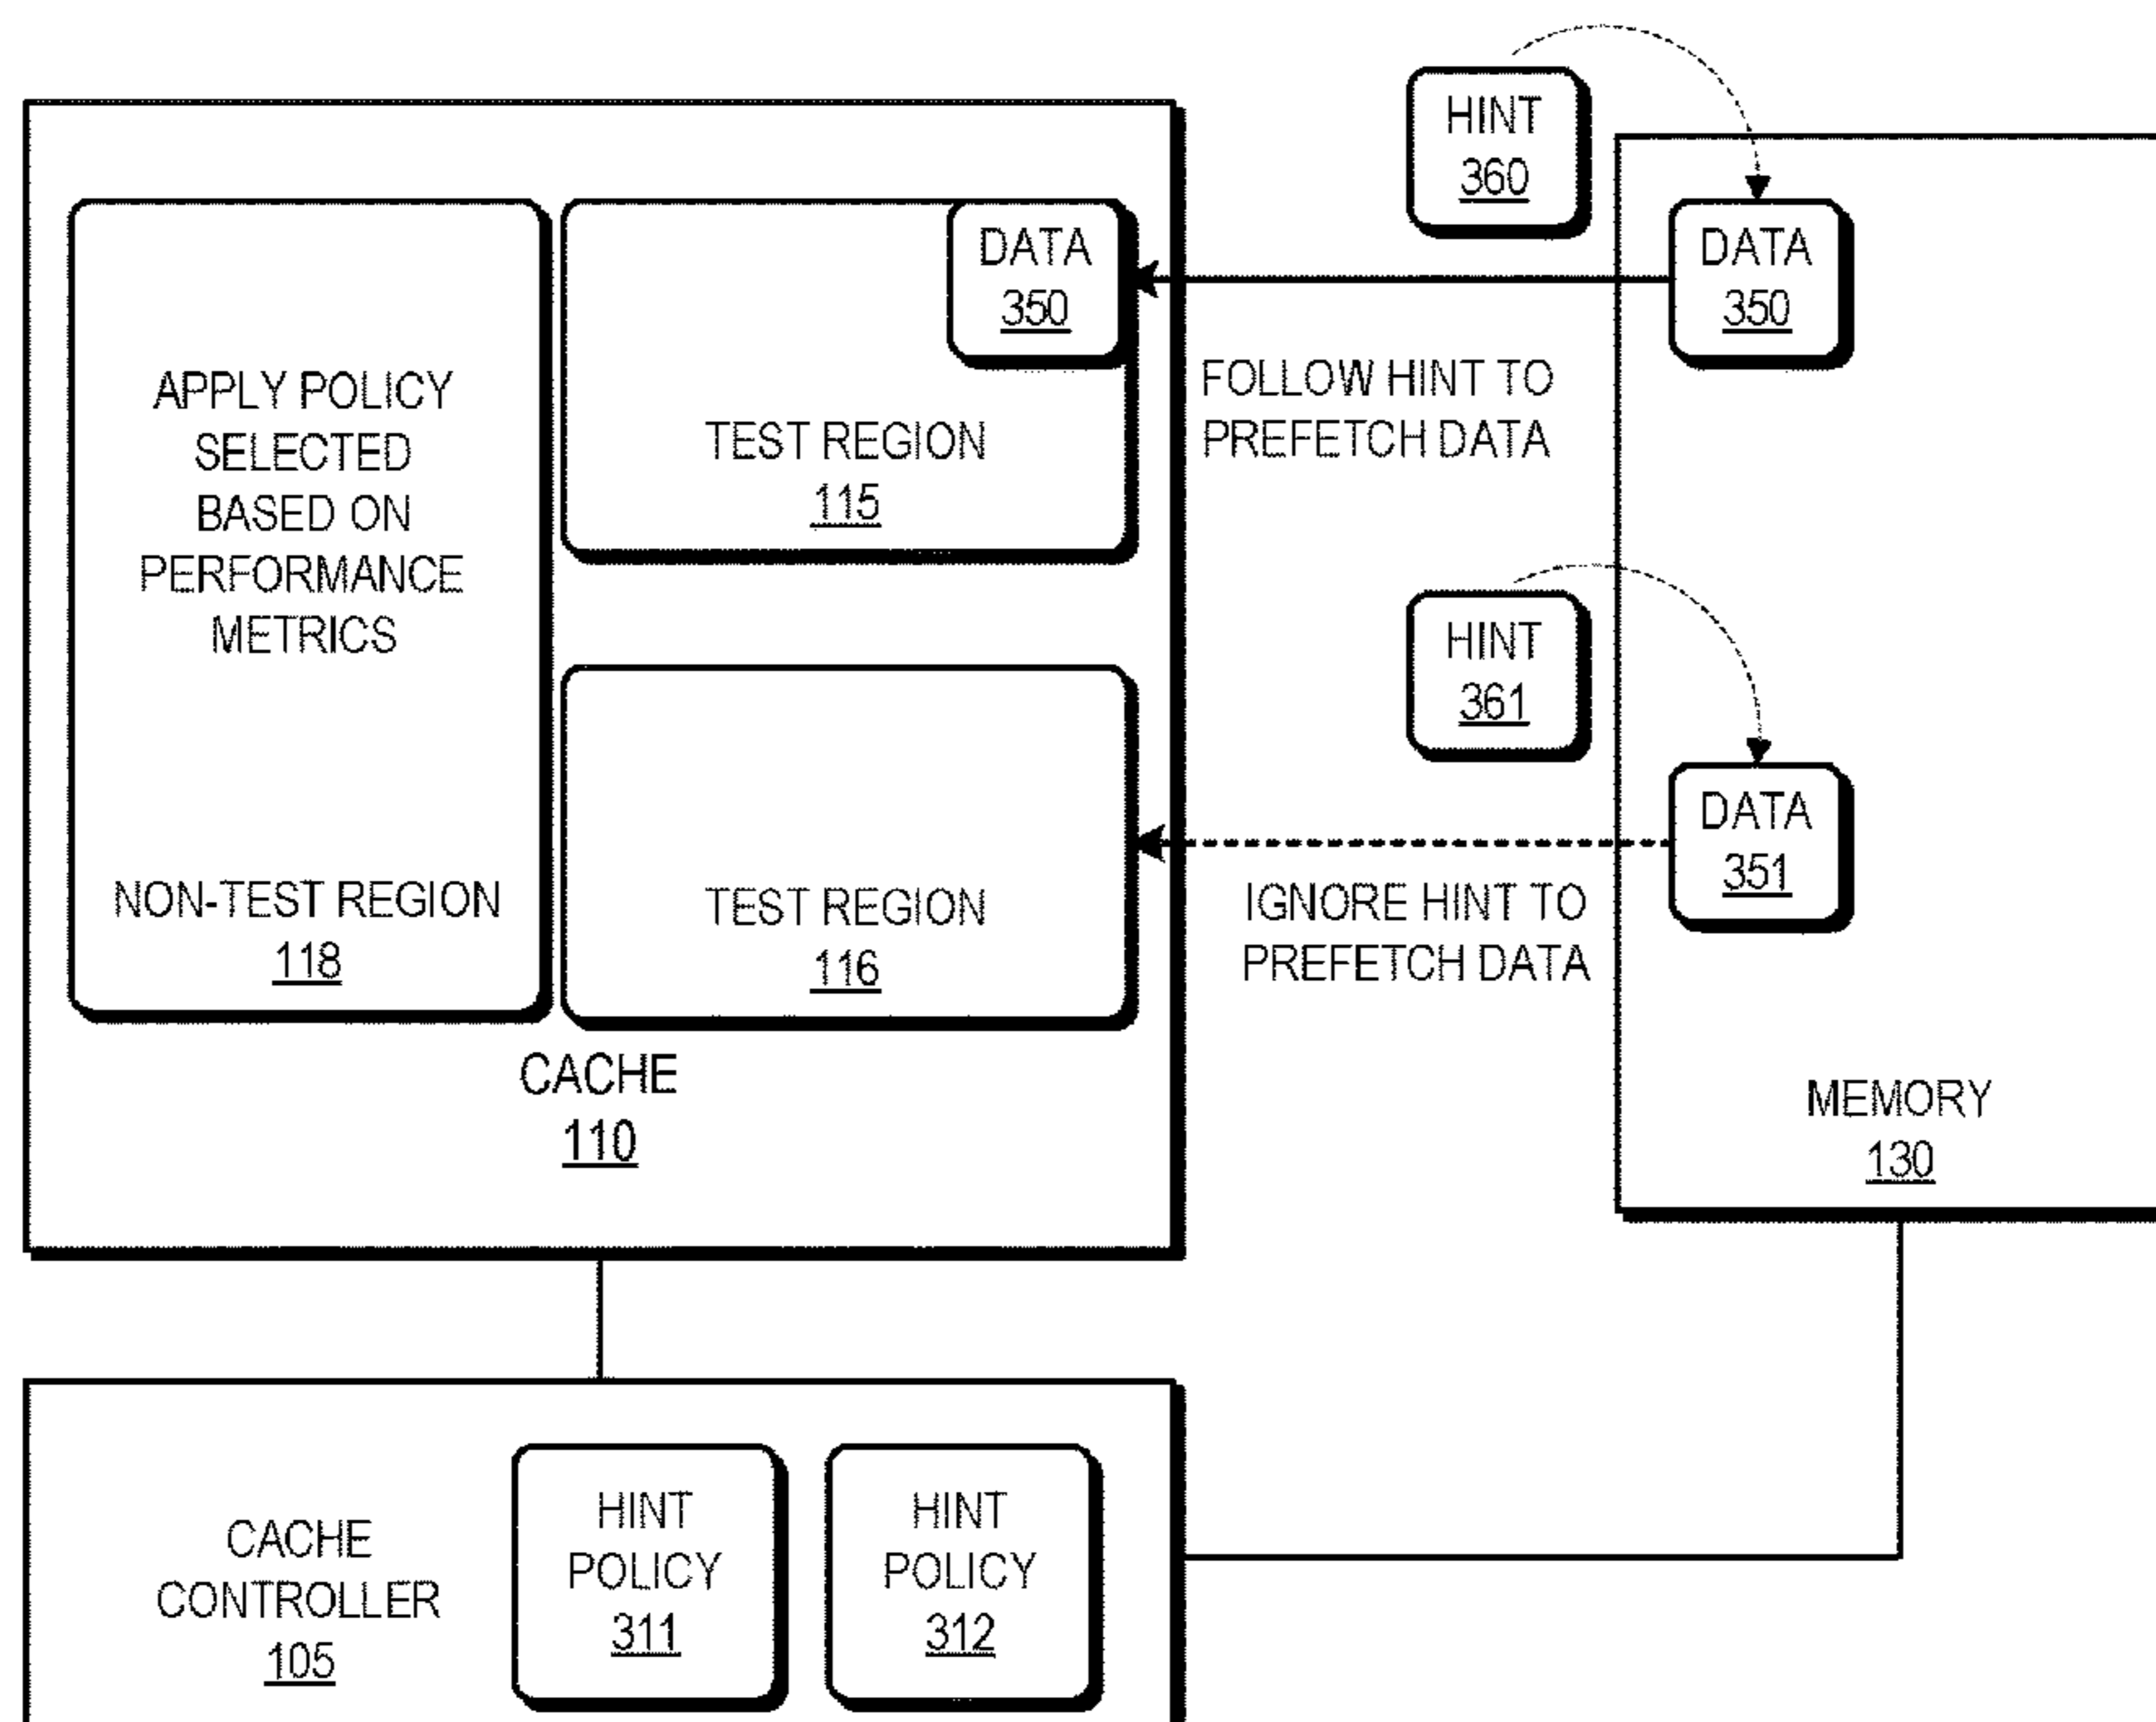 HINT
360
DATA
350
DATA
350
APPLY POLICY
SELECTED
BASED ON
PERFORMANCE
METRICS
FOLLOW HINT TO
PREFETCH DATA
TEST REGION
115
HINT
361
DATA
351
NON-TEST REGION
118
TEST REGION
116
IGNORE HINT TO
PREFETCH DATA
CACHE
110
MEMORY
130
CACHE
CONTROLLER
105
HINT
POLICY
311
HINT
POLICY
312